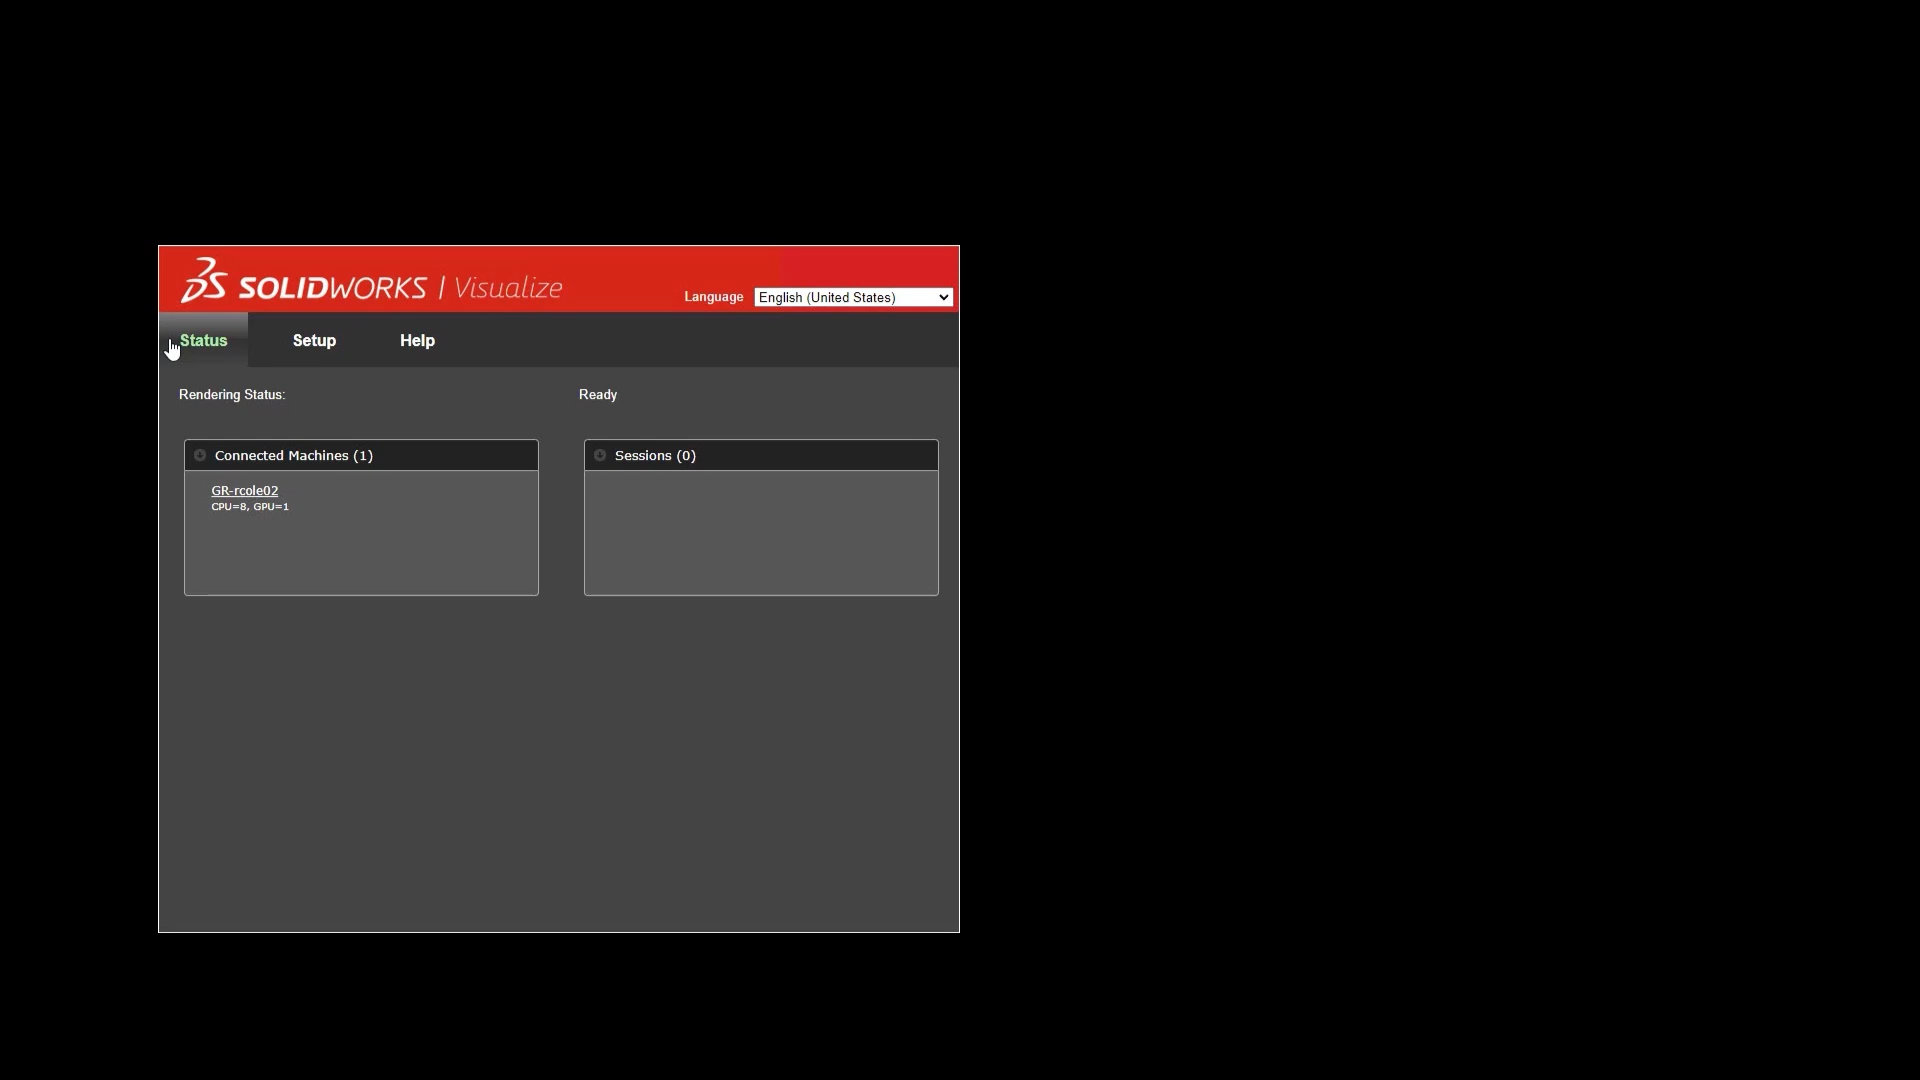 SOLIDWORKS | Visualize
Language English (United States)
Status Setup Help
Rendering Status: Ready
Connected Machines (1)
GR-rcole02
CPU=8, GPU=1
Sessions (0)